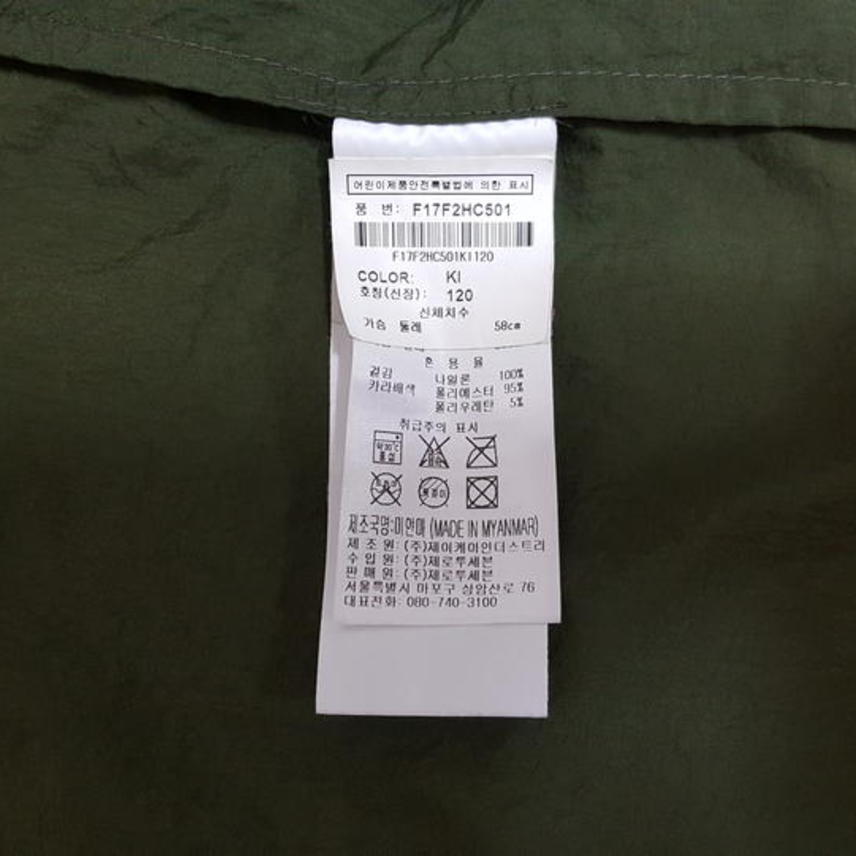 어린이제품안전특별법에 의한 표시
품 번: F17F2HC501
F17F2HC501KI120
COLOR: KI
호칭(신장): 120
신체치수
가슴 둘레 58cm
혼 용 율
겉감 나일론 100%
카라배색 폴리에스터 95%
폴리우레탄 5%
취급주의 표시
약30℃
중성
제조국명:미얀마 (MADE IN MYANMAR)
제 조 원: (주)제이케이인더스트리
수 입 원: (주)제로투세븐
판 매 원: (주)제로투세븐
서울특별시 마포구 상암산로 76
대표전화: 080-740-3100